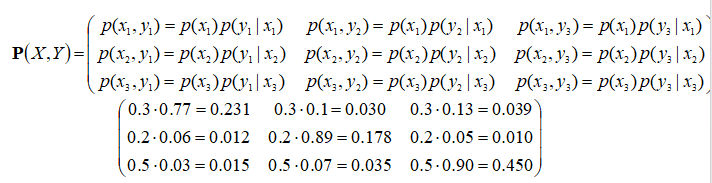 p(x₁, y₁) = p(x₁)p(y₁ | x₁) p(x₁, y₂) = p(x₁)p(y₂ | x₁) p(x₁, y₃) = p(x₁)p(y₃ | x₁)
P(X,Y)= p(x₂, y₁) = p(x₂)p(y₁ | x₂) p(x₂, y₂) = p(x₂)p(y₂ | x₂) p(x₂, y₃) = p(x₂)p(y₃ | x₂)
p(x₃, y₁) = p(x₃)p(y₁ | x₃) p(x₃, y₂) = p(x₃)p(y₂ | x₃) p(x₃, y₃) = p(x₃)p(y₃ | x₃)
0.3·0.77 = 0.231 0.3·0.1= 0.030 0.3·0.13 = 0.039
0.2·0.06 = 0.012 0.2·0.89 = 0.178 0.2·0.05 = 0.010
0.5·0.03 = 0.015 0.5·0.07 = 0.035 0.5·0.90 = 0.450